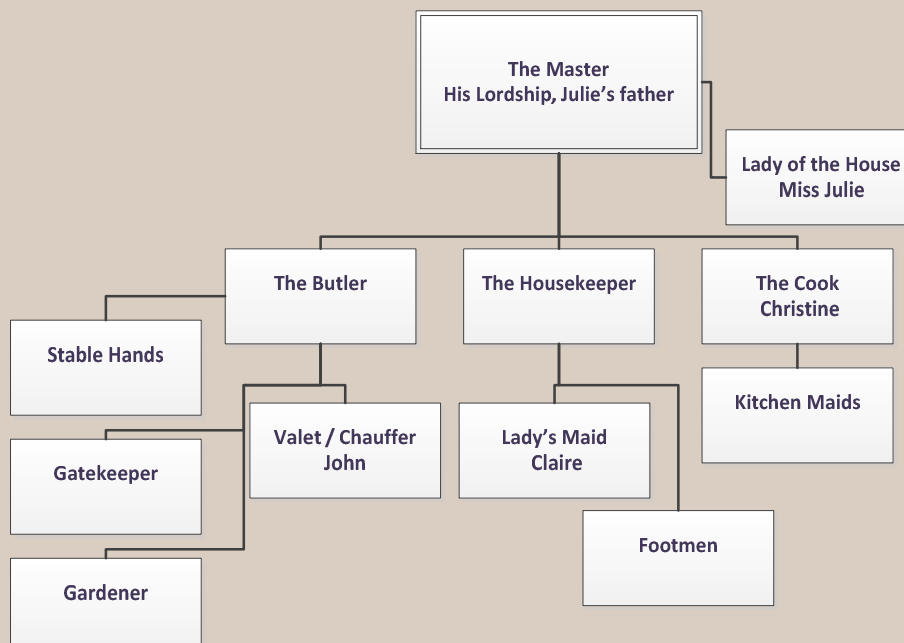 The Master
His Lordship, Julie’s father
Lady of the House
Miss Julie
The Butler
The Housekeeper
The Cook
Christine
Stable Hands
Valet / Chauffer
John
Lady’s Maid
Claire
Kitchen Maids
Gatekeeper
Footmen
Gardener